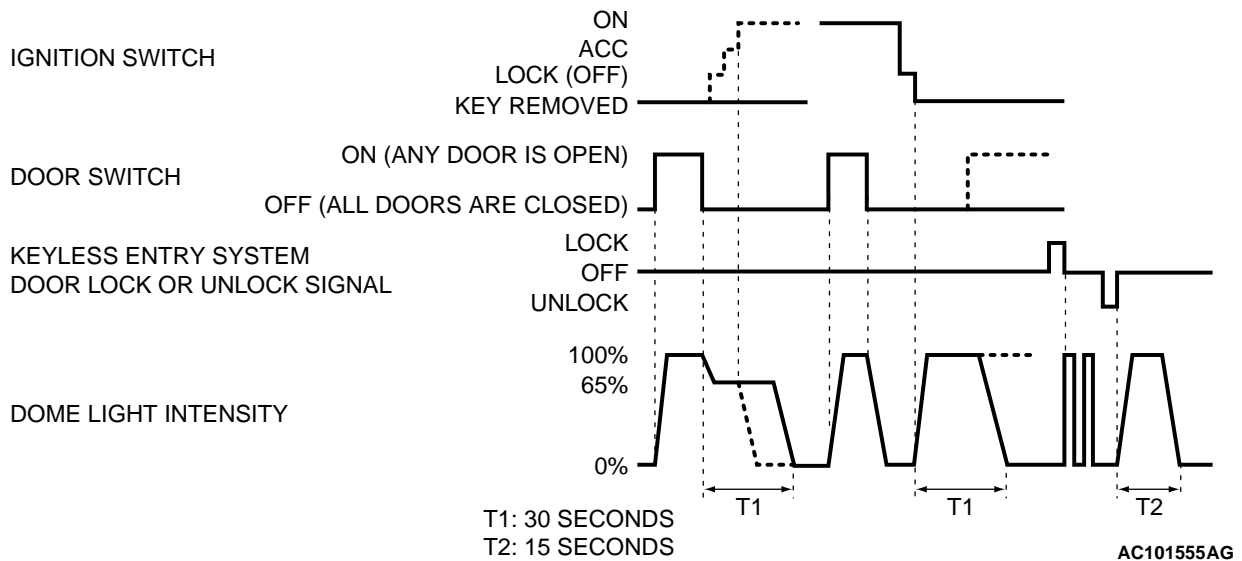 ON
IGNITION SWITCH
ACC
LOCK (OFF)
KEY REMOVED
ON (ANY DOOR IS OPEN)
DOOR SWITCH
OFF (ALL DOORS ARE CLOSED)
KEYLESS ENTRY SYSTEM
DOOR LOCK OR UNLOCK SIGNAL
LOCK
OFF
UNLOCK
100%
65%
DOME LIGHT INTENSITY
0%
T1
T1
T2
T1: 30 SECONDS
T2: 15 SECONDS
AC101555AG